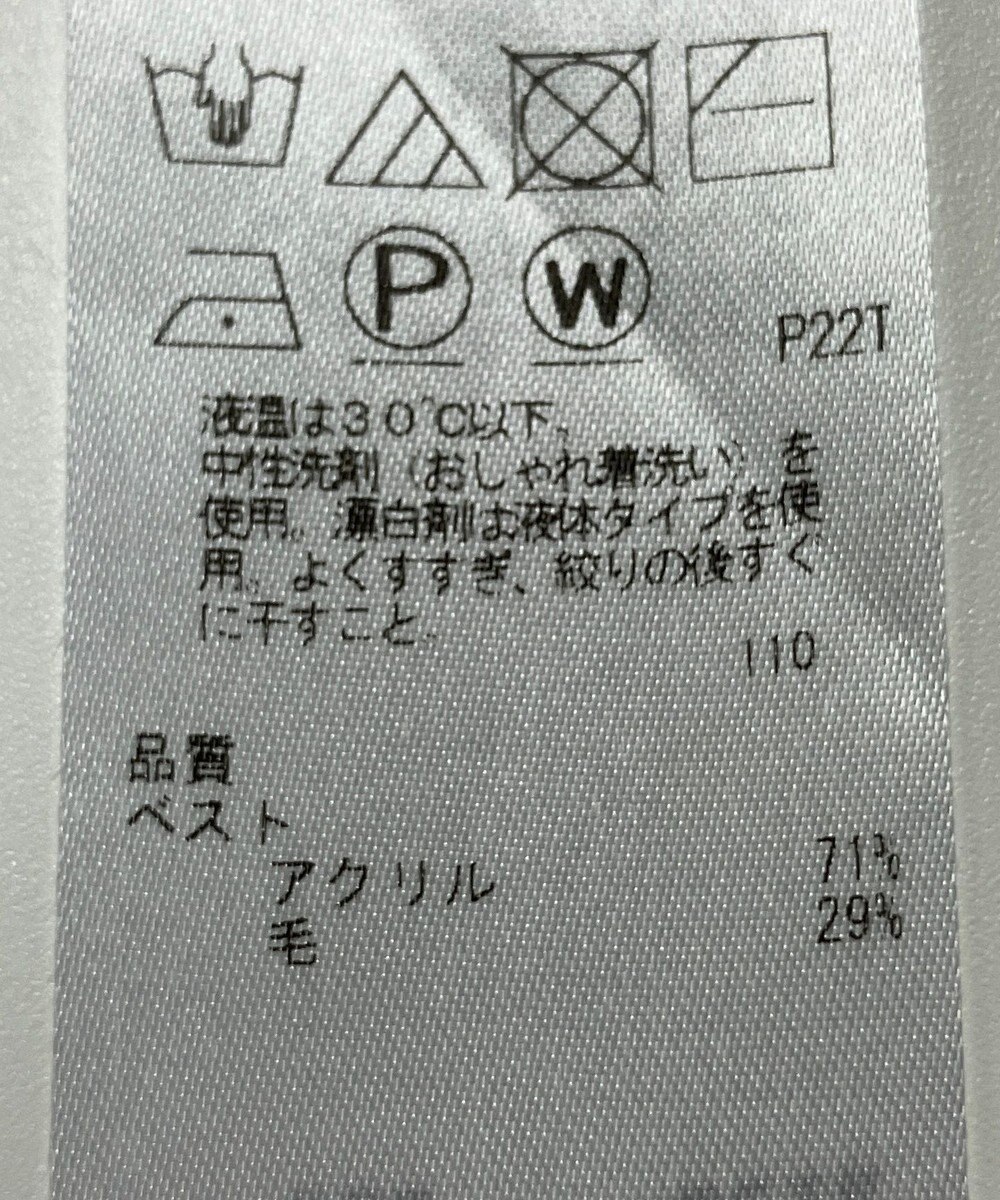 P
W
P22T
液温は30℃以下。
中性洗剤(おしゃれ着洗い)を
使用。漂白剤は液体タイプを使
用。よくすすぎ、絞りの後すぐ
に干すこと。
110
品質
ベスト
アクリル 71%
毛 29%